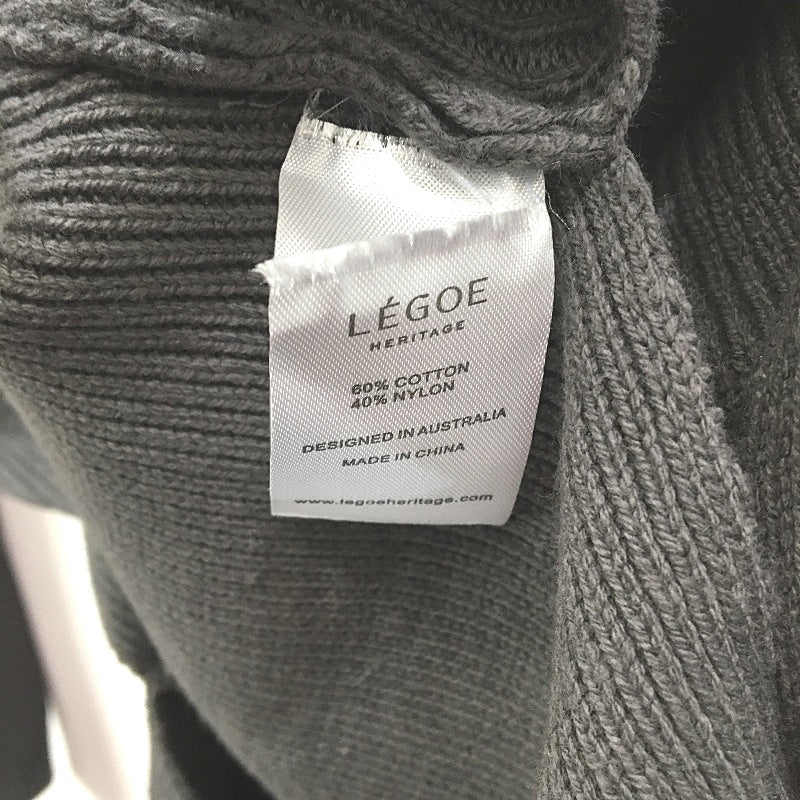 LÉGOE
HERITAGE
60% COTTON
40% NYLON
DESIGNED IN AUSTRALIA
MADE IN CHINA
www.legoeheritage.com